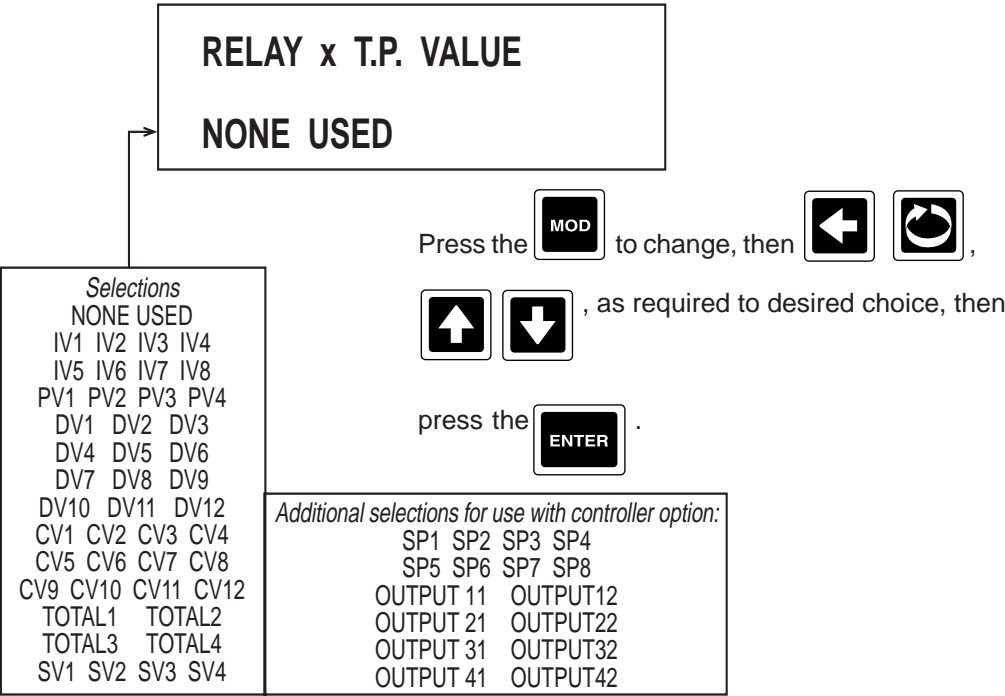 RELAY x T.P. VALUE
NONE USED
Press the MOD to change, then ,
, as required to desired choice, then
press the ENTER .
Selections
NONE USED
IV1 IV2 IV3 IV4
IV5 IV6 IV7 IV8
PV1 PV2 PV3 PV4
DV1 DV2 DV3
DV4 DV5 DV6
DV7 DV8 DV9
DV10 DV11 DV12
CV1 CV2 CV3 CV4
CV5 CV6 CV7 CV8
CV9 CV10 CV11 CV12
TOTAL1 TOTAL2
TOTAL3 TOTAL4
SV1 SV2 SV3 SV4
Additional selections for use with controller option:
SP1 SP2 SP3 SP4
SP5 SP6 SP7 SP8
OUTPUT 11 OUTPUT12
OUTPUT 21 OUTPUT22
OUTPUT 31 OUTPUT32
OUTPUT 41 OUTPUT42